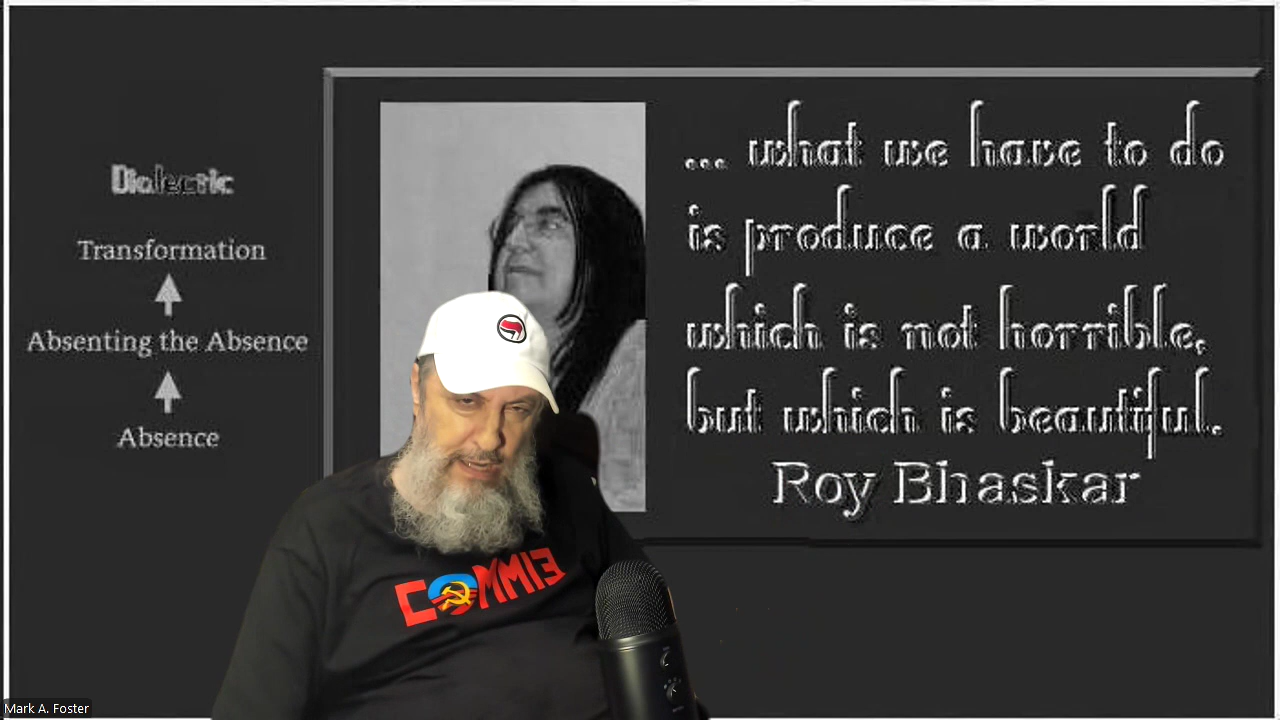 Dialectic
Transformation
Absenting the Absence
Absence
... what we have to do
is produce a world
which is not horrible,
but which is beautiful.
Roy Bhaskar
COMMIE
Mark A. Foster